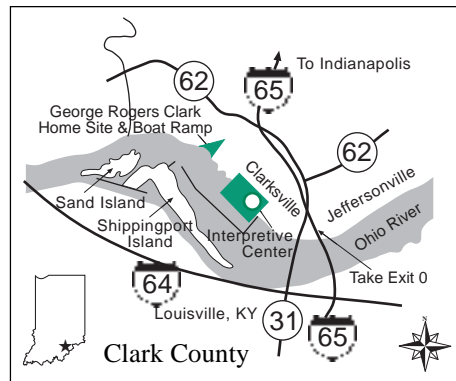 To Indianapolis
62
65
George Rogers Clark
Home Site & Boat Ramp
62
Clarksville
Jeffersonville
Sand Island
Shippingport
Island
Interpretive
Center
Ohio River
Take Exit 0
64
Louisville, KY
31
65
Clark County
N